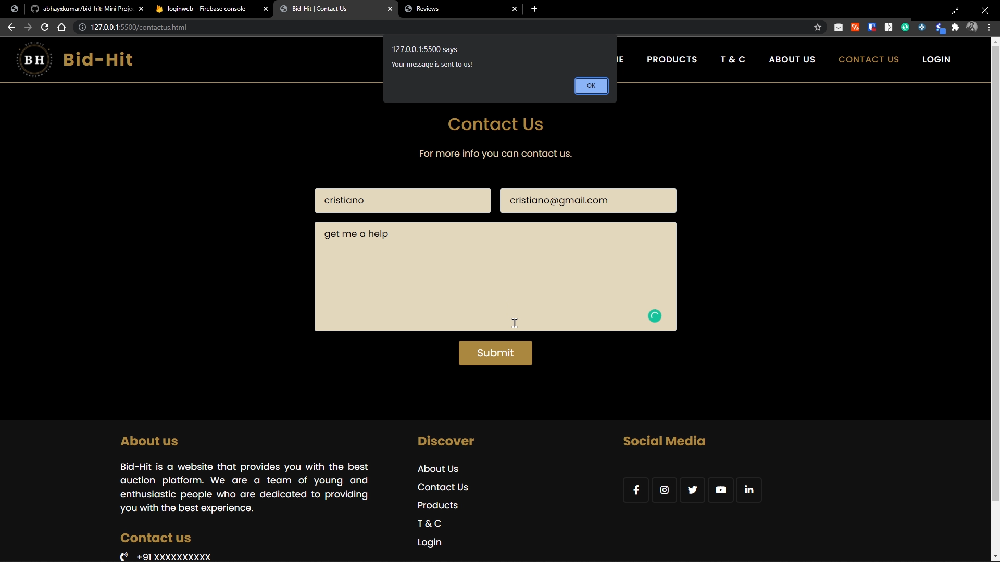 abhayxkumar/bid-hit: Mini Proje
loginweb – Firebase console
Bid-Hit | Contact Us
Reviews
127.0.0.1:5500/contactus.html
127.0.0.1:5500 says
Your message is sent to us!
OK
BH
Bid-Hit
PRODUCTS
T & C
ABOUT US
CONTACT US
LOGIN
Contact Us
For more info you can contact us.
cristiano
cristiano@gmail.com
get me a help
Submit
About us
Bid-Hit is a website that provides you with the best
auction platform. We are a team of young and
enthusiastic people who are dedicated to providing
you with the best experience.
Contact us
+91 XXXXXXXXXX
Discover
About Us
Contact Us
Products
T & C
Login
Social Media